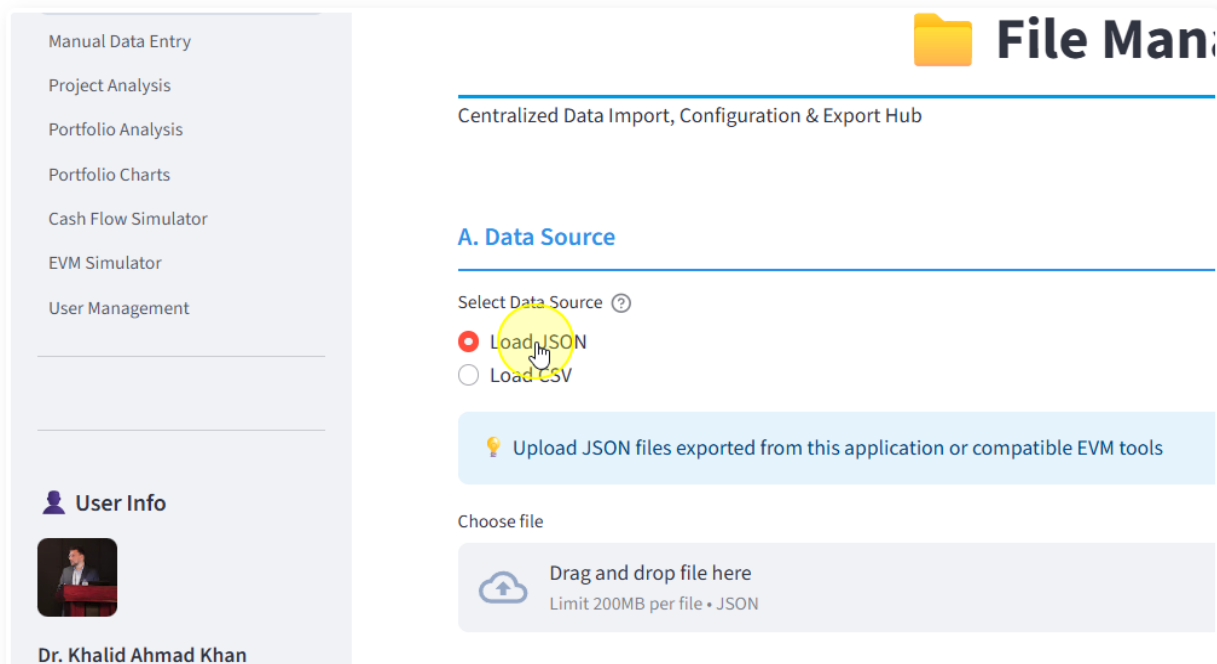 Manual Data Entry
Project Analysis
Portfolio Analysis
Portfolio Charts
Cash Flow Simulator
EVM Simulator
User Management
User Info
Dr. Khalid Ahmad Khan
File Mana
Centralized Data Import, Configuration & Export Hub
A. Data Source
Select Data Source ?
Load JSON
Load CSV
Upload JSON files exported from this application or compatible EVM tools
Choose file
Drag and drop file here
Limit 200MB per file • JSON